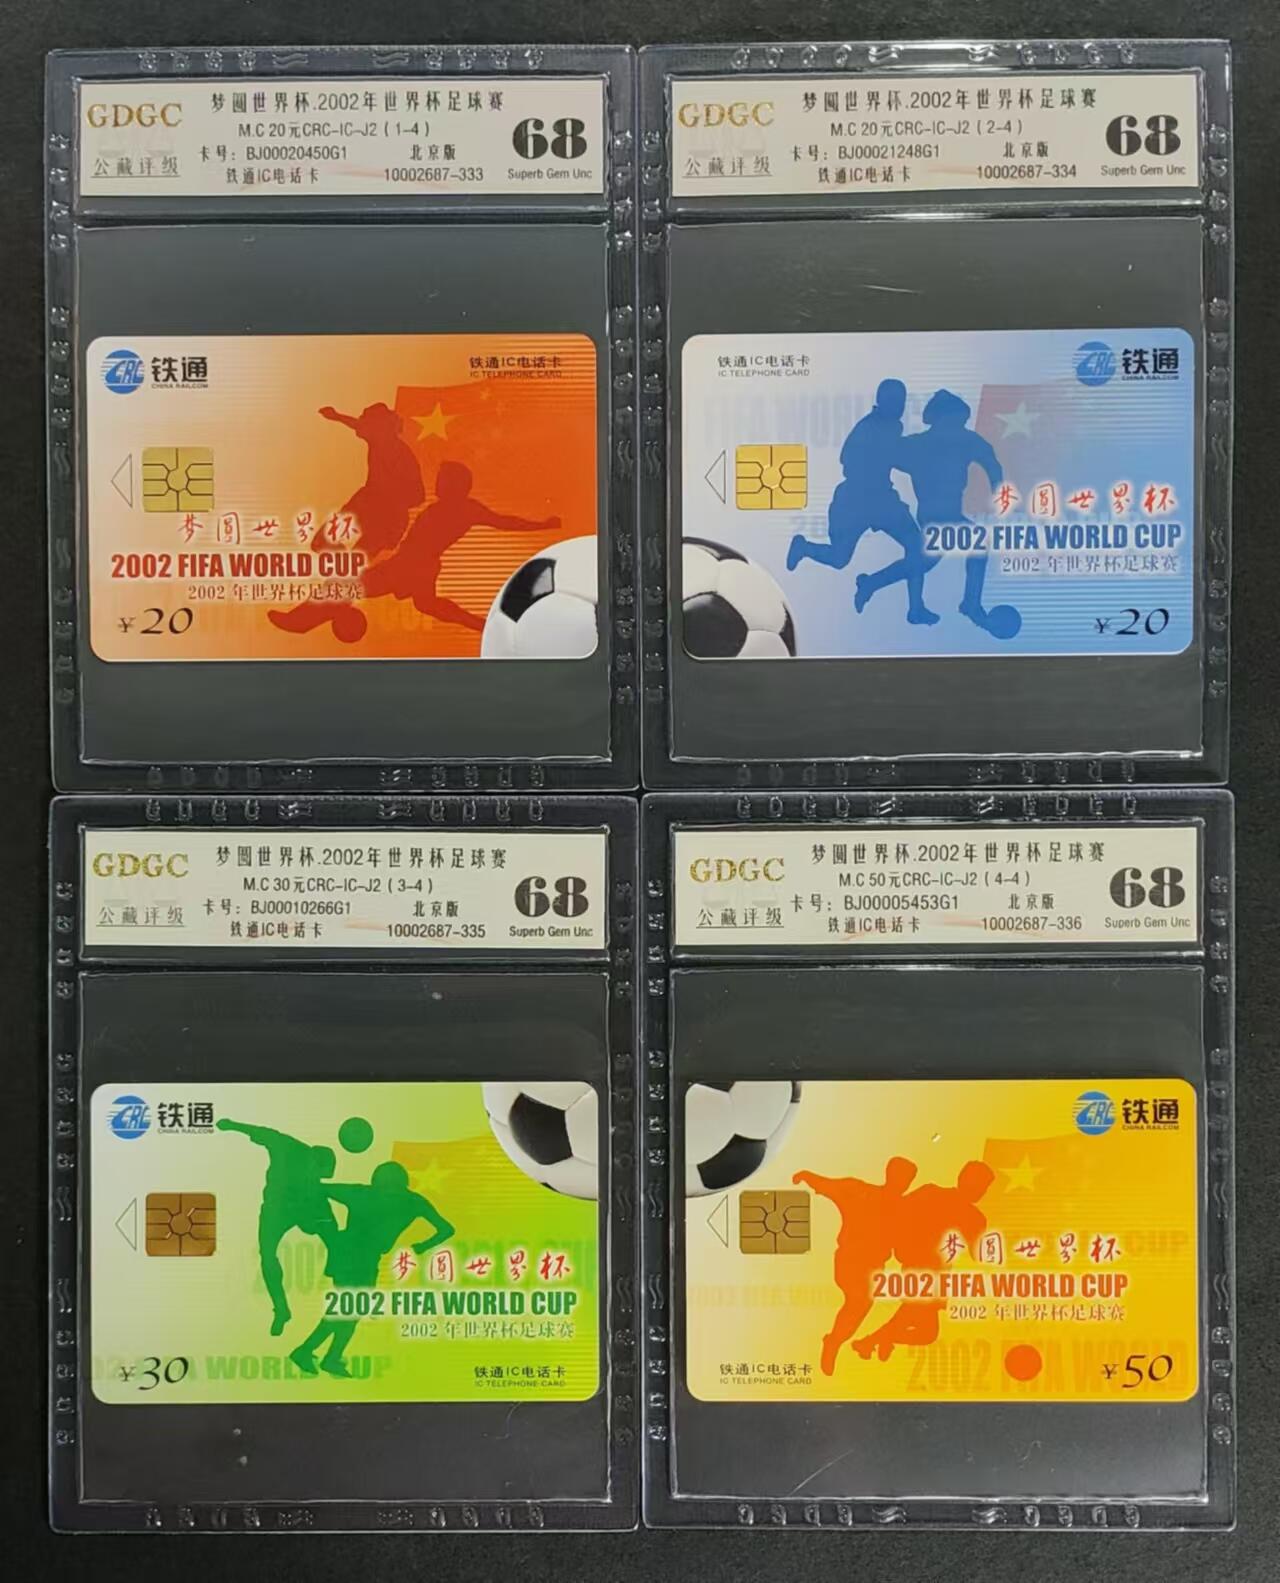 GDGC
公藏评级
梦圆世界杯.2002年世界杯足球赛
M.C 20元CRC-IC-J2 (1-4)
卡号: BJ00020450G1 北京版
铁通IC电话卡 10002687-333
68
Superb Gem Unc
铁通
CHINA RAILCOM
铁通IC电话卡
IC TELEPHONE CARD
梦圆世界杯
2002 FIFA WORLD CUP
2002 年世界杯足球赛
¥20
GDGC
公藏评级
梦圆世界杯.2002年世界杯足球赛
M.C 20元CRC-IC-J2 (2-4)
卡号: BJ00021248G1 北京版
铁通IC电话卡 10002687-334
68
Superb Gem Unc
铁通IC电话卡
IC TELEPHONE CARD
铁通
CHINA RAILCOM
梦圆世界杯
2002 FIFA WORLD CUP
2002 年世界杯足球赛
¥20
GDGC
公藏评级
梦圆世界杯.2002年世界杯足球赛
M.C 30元CRC-IC-J2 (3-4)
卡号: BJ00010266G1 北京版
铁通IC电话卡 10002687-335
68
Superb Gem Unc
铁通
CHINA RAILCOM
梦圆世界杯
2002 FIFA WORLD CUP
2002 年世界杯足球赛
¥30
铁通IC电话卡
IC TELEPHONE CARD
GDGC
公藏评级
梦圆世界杯.2002年世界杯足球赛
M.C 50元CRC-IC-J2 (4-4)
卡号: BJ00005453G1 北京版
铁通IC电话卡 10002687-336
68
Superb Gem Unc
铁通
CHINA RAILCOM
梦圆世界杯
2002 FIFA WORLD CUP
2002 年世界杯足球赛
铁通IC电话卡
IC TELEPHONE CARD
¥50